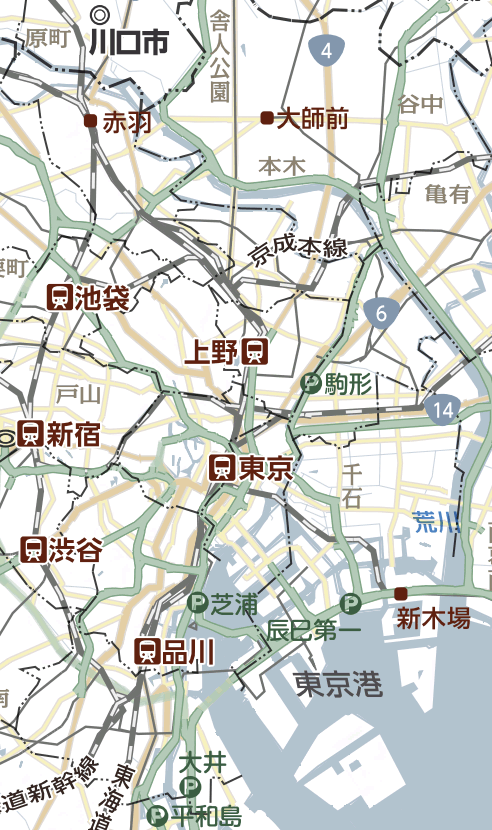 原町
川口市
舎人公園
4
谷中
赤羽
大師前
本木
亀有
京成本線
池袋
6
上野
駒形
戸山
14
新宿
東京
千石
荒川
渋谷
芝浦
辰巳第一
新木場
品川
東京港
大井
道新幹線
東海道
平和島